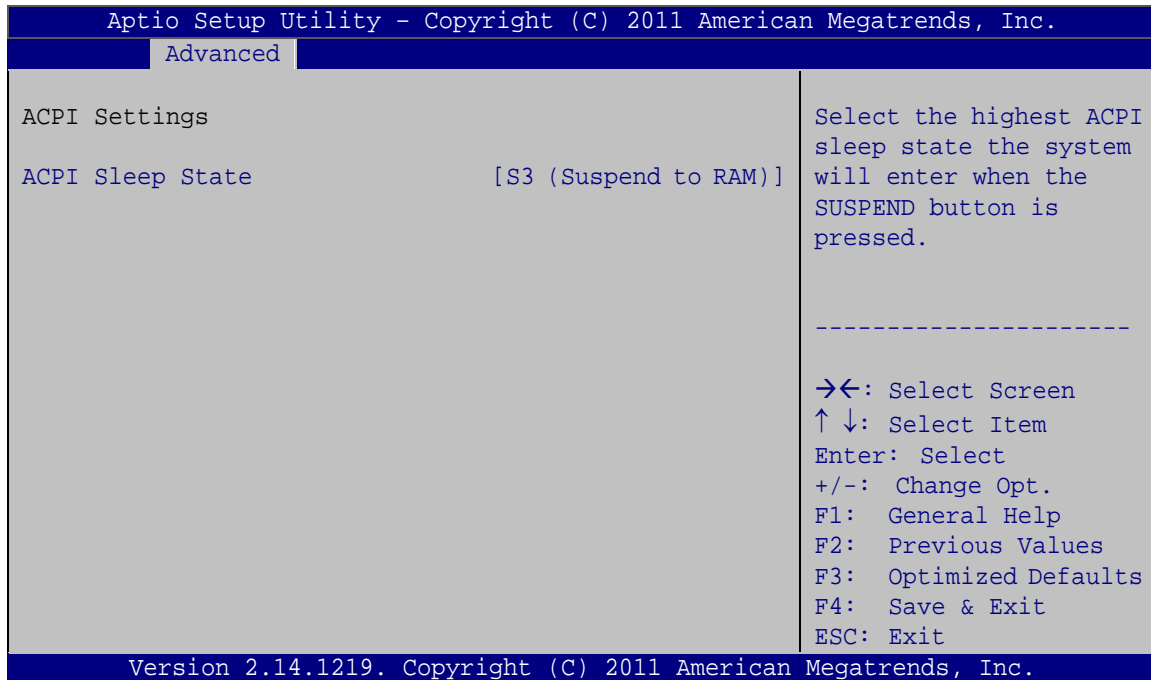 Aptio Setup Utility – Copyright (C) 2011 American Megatrends, Inc.
Advanced
ACPI Settings
ACPI Sleep State [S3 (Suspend to RAM)]
Select the highest ACPI
sleep state the system
will enter when the
SUSPEND button is
pressed.
----------------------
→←: Select Screen
↑ ↓: Select Item
Enter: Select
+/-: Change Opt.
F1: General Help
F2: Previous Values
F3: Optimized Defaults
F4: Save & Exit
ESC: Exit
Version 2.14.1219. Copyright (C) 2011 American Megatrends, Inc.